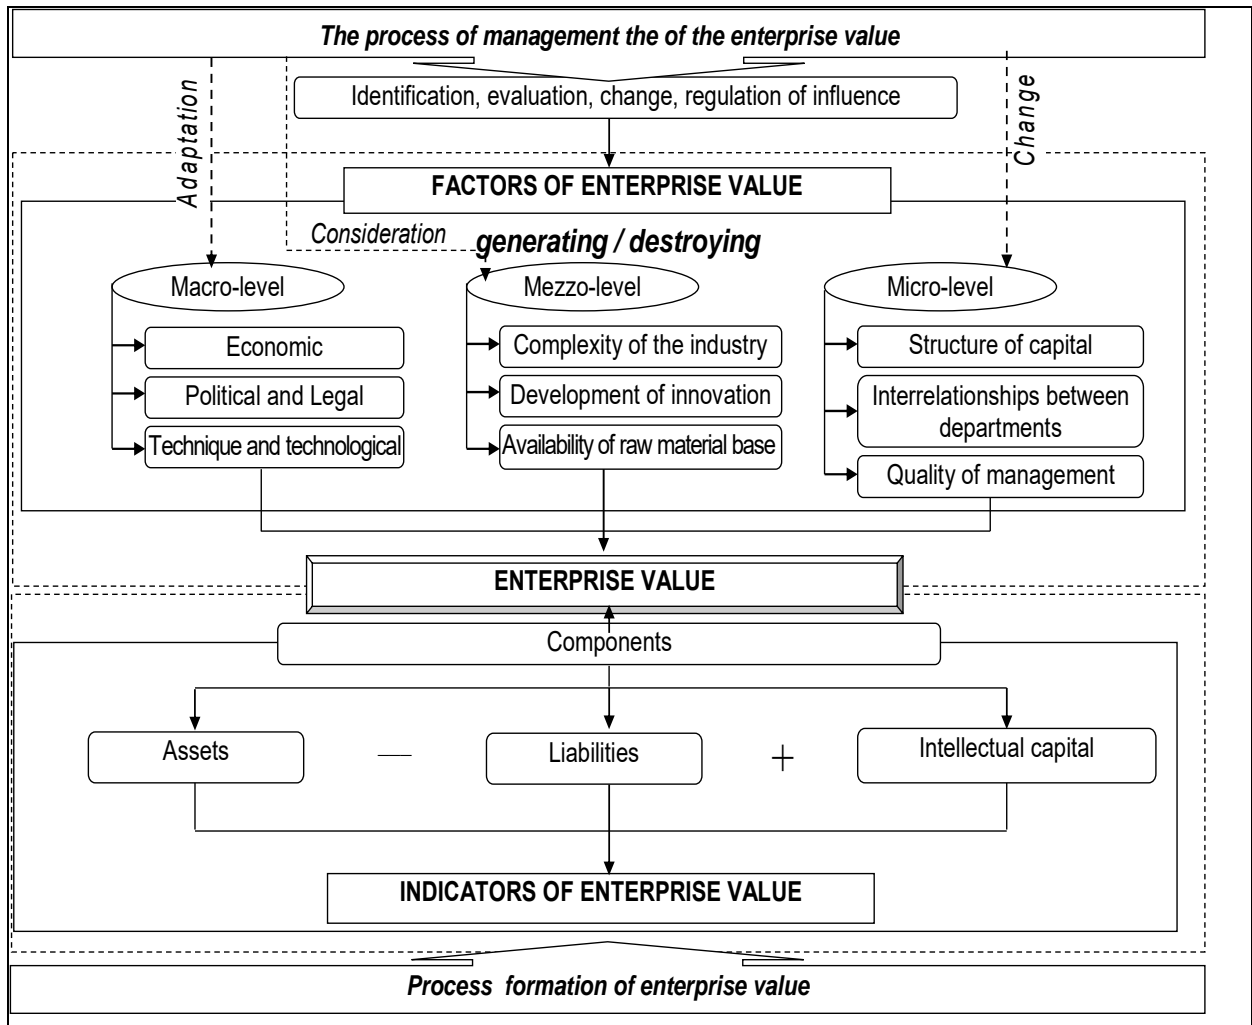 The process of management the of the enterprise value
Identification, evaluation, change, regulation of influence
Adaptation
Change
FACTORS OF ENTERPRISE VALUE
Consideration
generating / destroying
Macro-level
Mezzo-level
Micro-level
Economic
Complexity of the industry
Structure of capital
Political and Legal
Development of innovation
Interrelationships between
departments
Technique and technological
Availability of raw material base
Quality of management
ENTERPRISE VALUE
Components
Assets
—
Liabilities
+
Intellectual capital
INDICATORS OF ENTERPRISE VALUE
Process formation of enterprise value